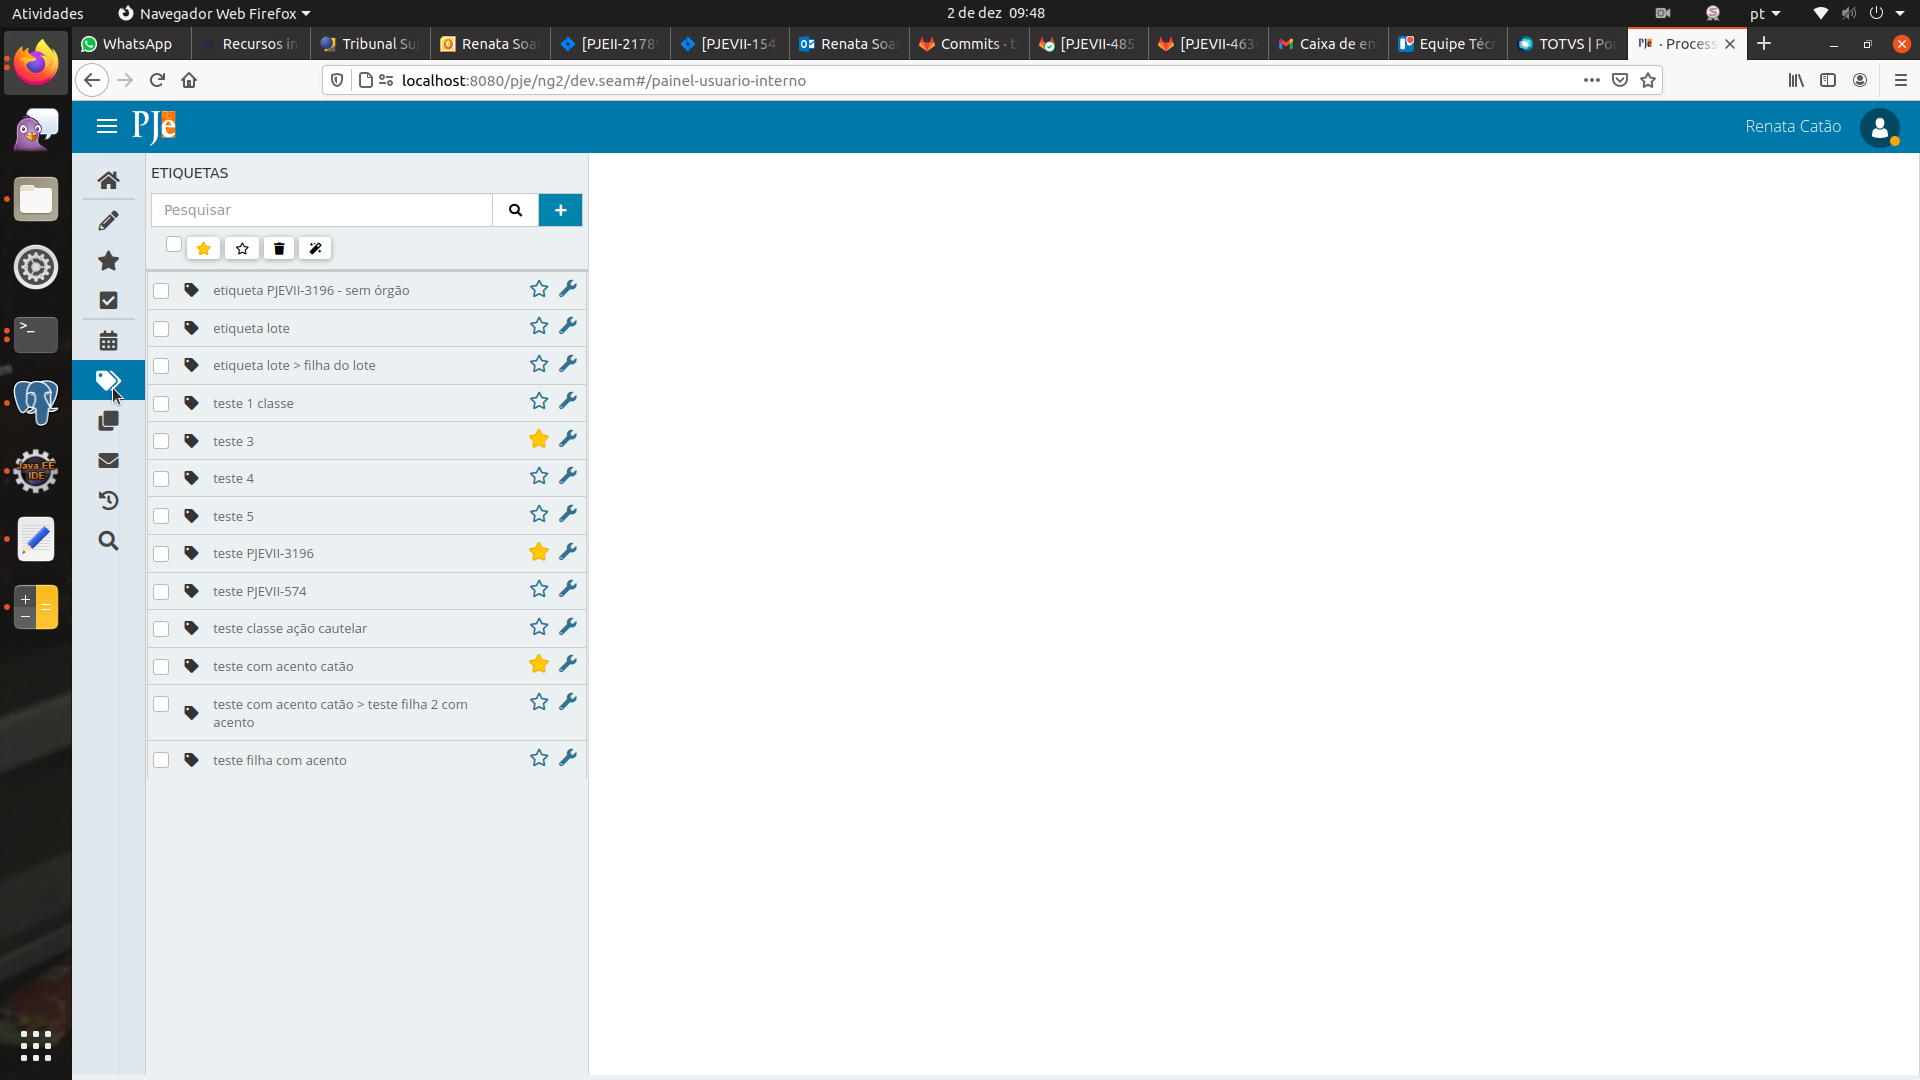 Atividades
Navegador Web Firefox
2 de dez 09:48
pt
WhatsApp
Recursos in
Tribunal Su
Renata Soa
[PJEII-2178
[PJEVII-154
Renata Soa
Commits · t
[PJEVII-485
[PJEVII-463
Caixa de en
Equipe Téc
TOTVS | Po
· Process
localhost:8080/pje/ng2/dev.seam#/painel-usuario-interno
PJe
Renata Catão
ETIQUETAS
Pesquisar
etiqueta PJEVII-3196 - sem órgão
etiqueta lote
etiqueta lote > filha do lote
teste 1 classe
teste 3
teste 4
teste 5
teste PJEVII-3196
teste PJEVII-574
teste classe ação cautelar
teste com acento catão
teste com acento catão > teste filha 2 com
acento
teste filha com acento
Java EE
IDE